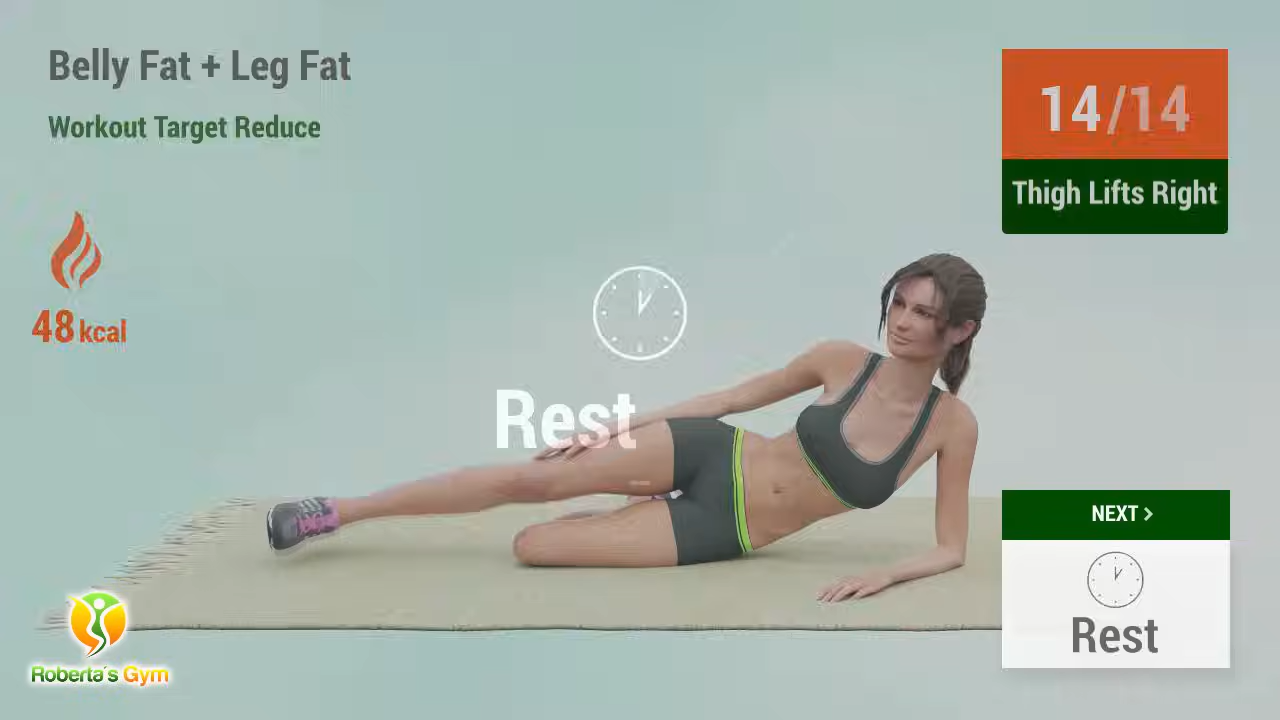 Belly Fat + Leg Fat
Workout Target Reduce
14/14
Thigh Lifts Right
48 kcal
Rest
NEXT >
Rest
Roberta's Gym